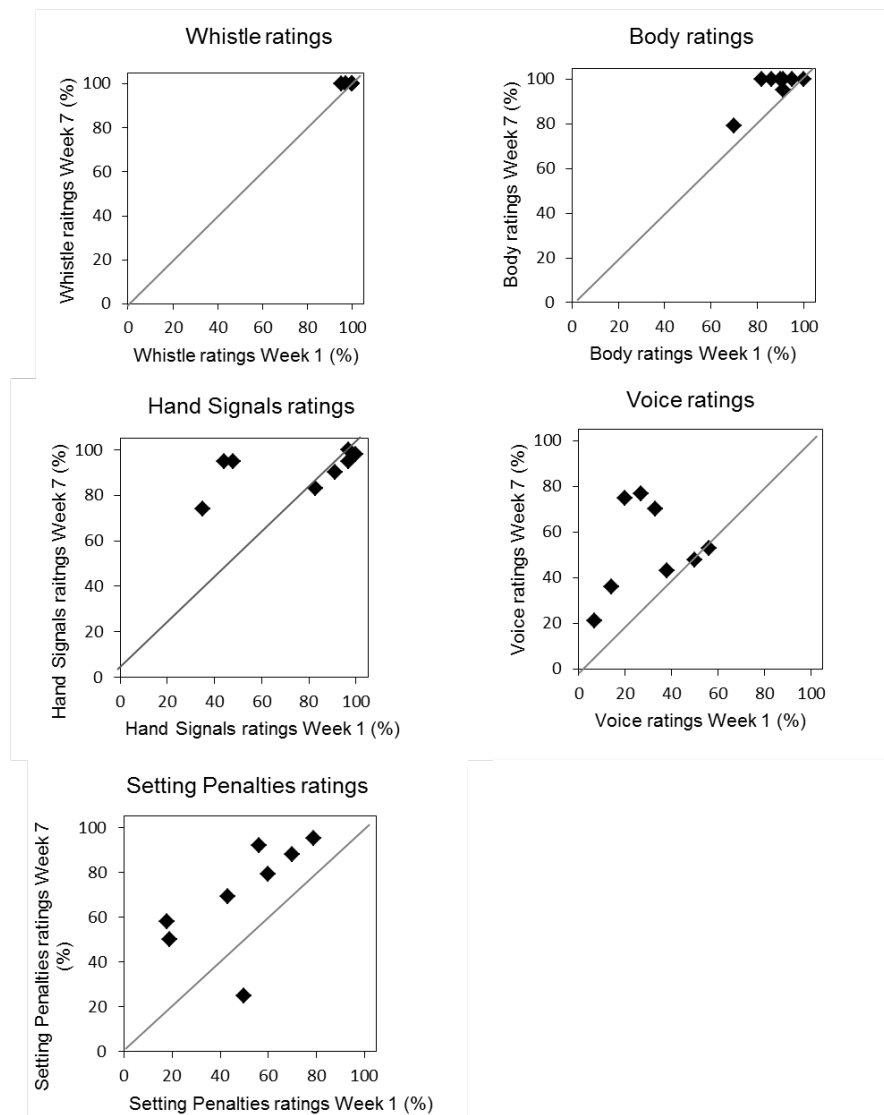 Whistle ratings
Whistle raitngs Week 7 (%)
100
80
60
40
20
0
0 20 40 60 80 100
Whistle ratings Week 1 (%)
Body ratings
Body ratings Week 7 (%)
100
80
60
40
20
0
0 20 40 60 80 100
Body ratings Week 1 (%)
Hand Signals ratings
Hand Signals raitngs Week 7 (%)
100
80
60
40
20
0
0 20 40 60 80 100
Hand Signals ratings Week 1 (%)
Voice ratings
Voice ratings Week 7 (%)
100
80
60
40
20
0
0 20 40 60 80 100
Voice ratings Week 1 (%)
Setting Penalties ratings
Setting Penalties ratings Week 7
(%)
100
80
60
40
20
0
0 20 40 60 80 100
Setting Penalties ratings Week 1 (%)